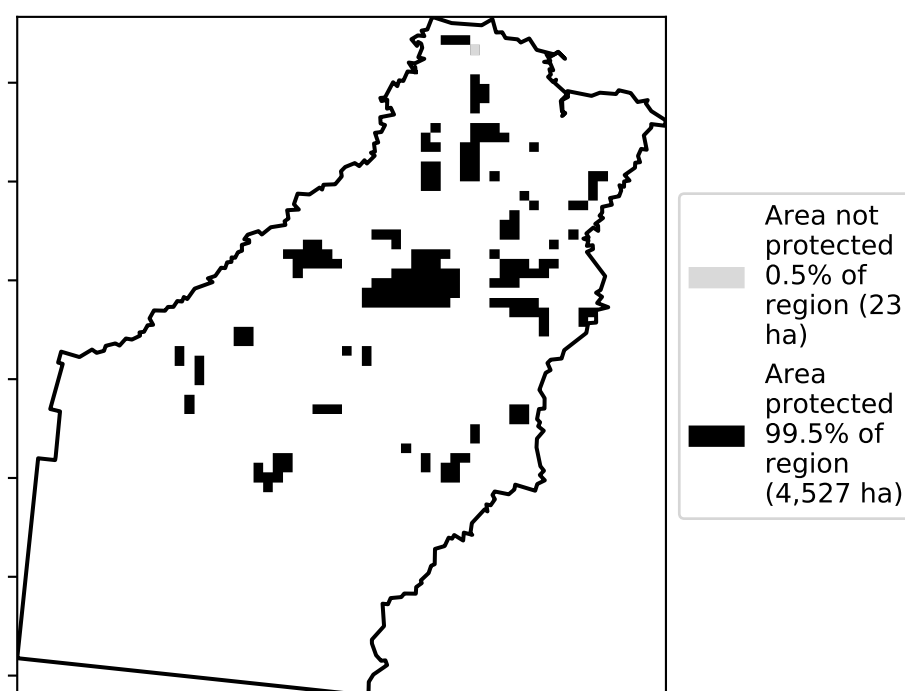 Area not
protected
0.5% of
region (23
ha)
Area
protected
99.5% of
region
(4,527 ha)